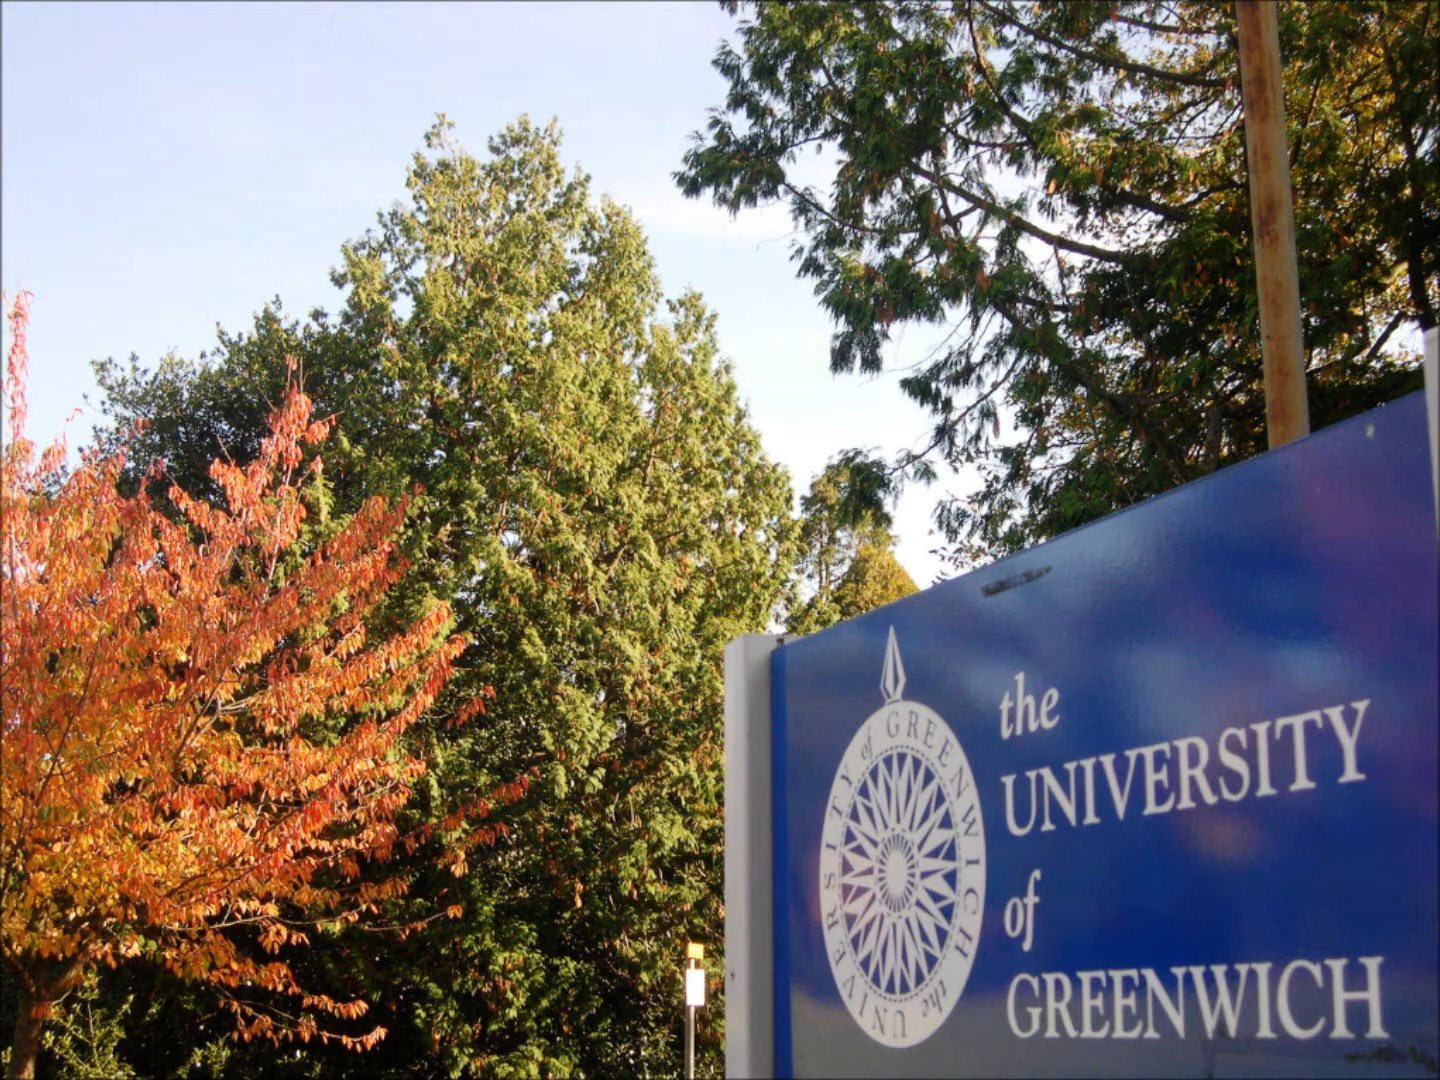 the UNIVERSITY of GREENWICH
the
UNIVERSITY
of
GREENWICH